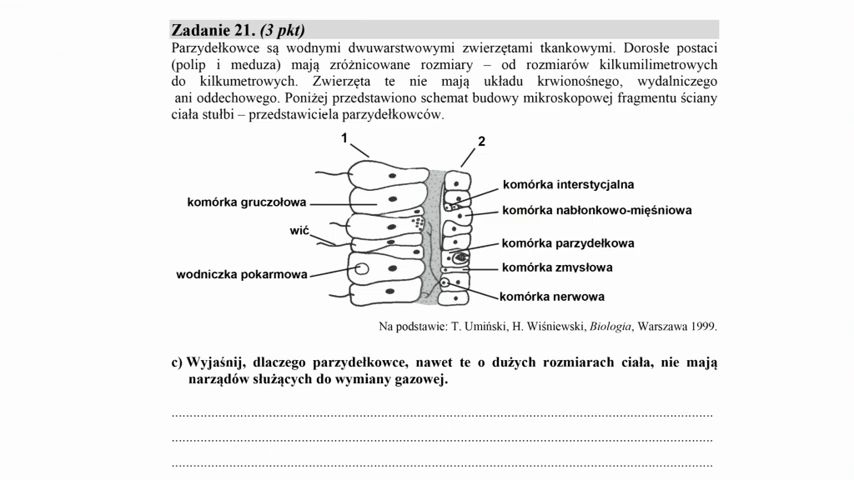 Zadanie 21. (3 pkt)
Parzydełkowce są wodnymi dwuwarstwowymi zwierzętami tkankowymi. Dorosłe postaci
(polip i meduza) mają zróżnicowane rozmiary – od rozmiarów kilkumilimetrowych
do kilkumetrowych. Zwierzęta te nie mają układu krwionośnego, wydalniczego
ani oddechowego. Poniżej przedstawiono schemat budowy mikroskopowej fragmentu ściany
ciała stułbi – przedstawiciela parzydełkowców.
1
2
komórka interstycjalna
komórka gruczołowa
komórka nabłonkowo-mięśniowa
wić
komórka parzydełkowa
komórka zmysłowa
wodniczka pokarmowa
komórka nerwowa
Na podstawie: T. Umiński, H. Wiśniewski, Biologia, Warszawa 1999.
c) Wyjaśnij, dlaczego parzydełkowce, nawet te o dużych rozmiarach ciała, nie mają
narządów służących do wymiany gazowej.